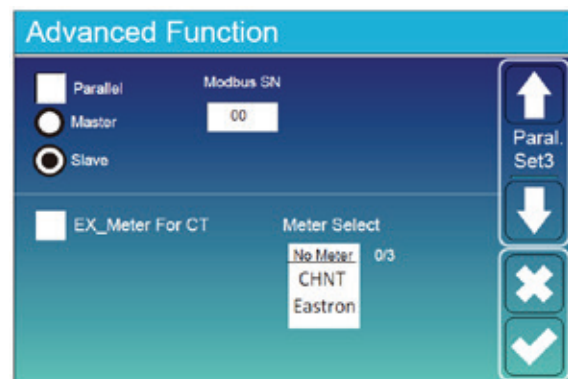 Advanced Function
Parallel
Modbus SN
Master
00
Slave
Paral.
Set3
EX_Meter For CT
Meter Select
No Meter 0/3
CHNT
Eastron